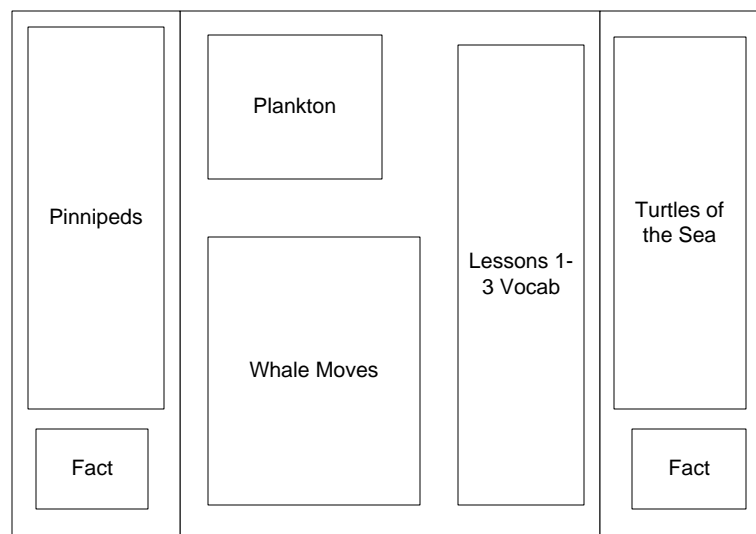 Pinnipeds
Fact
Plankton
Whale Moves
Lessons 1-
3 Vocab
Turtles of
the Sea
Fact